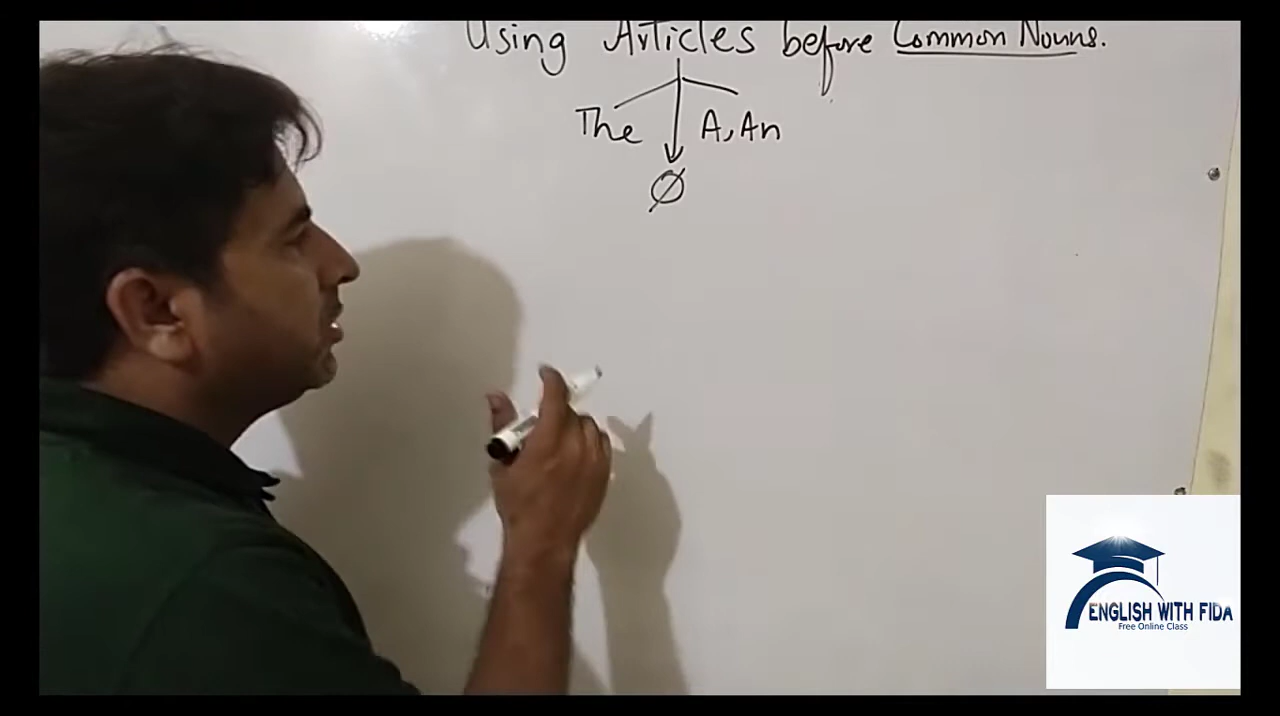 Using Articles before Common Nouns.
The A, An
Ø
ENGLISH WITH FIDA
Free Online Class